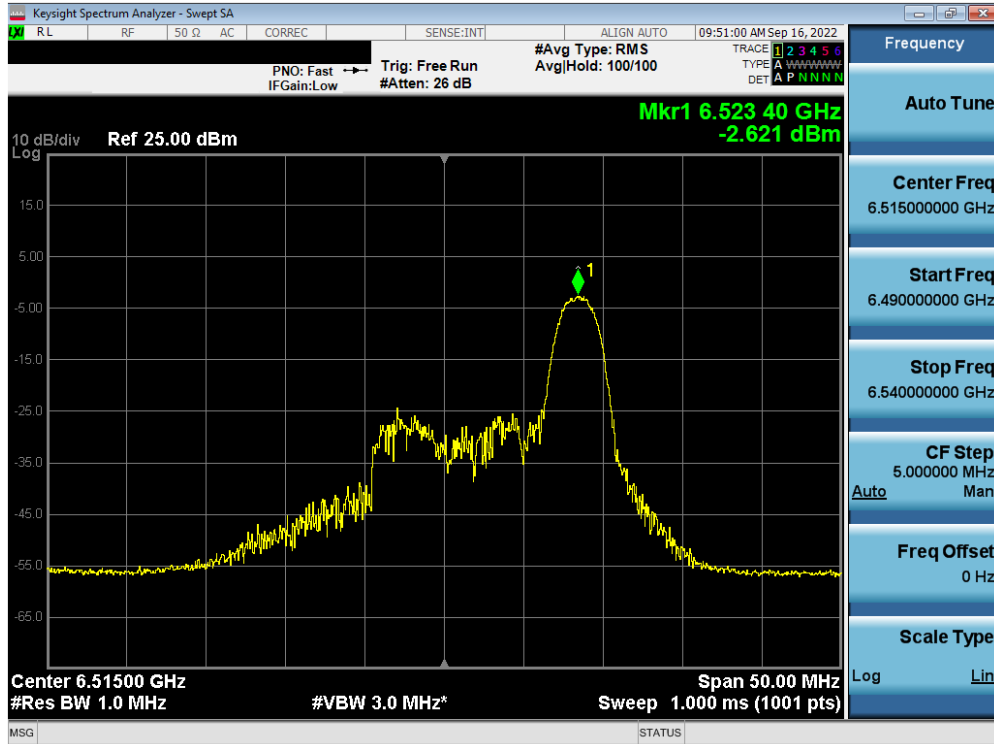 Keysight Spectrum Analyzer - Swept SA
LXI RL RF 50 Ω AC CORREC SENSE:INT ALIGN AUTO 09:51:00 AM Sep 16, 2022
PNO: Fast
IFGain:Low
Trig: Free Run
#Atten: 26 dB
#Avg Type: RMS
Avg|Hold: 100/100
TRACE 1 2 3 4 5 6
TYPE A WWWWW
DET A P N N N N
Mkr1 6.523 40 GHz
-2.621 dBm
10 dB/div
Log
Ref 25.00 dBm
15.0
5.00
-5.00
-15.0
-25.0
-35.0
-45.0
-55.0
-65.0
1
Center 6.51500 GHz
#Res BW 1.0 MHz
#VBW 3.0 MHz*
Span 50.00 MHz
Sweep 1.000 ms (1001 pts)
MSG
STATUS
Frequency
Auto Tune
Center Freq
6.515000000 GHz
Start Freq
6.490000000 GHz
Stop Freq
6.540000000 GHz
CF Step
5.000000 MHz
Auto Man
Freq Offset
0 Hz
Scale Type
Log Lin